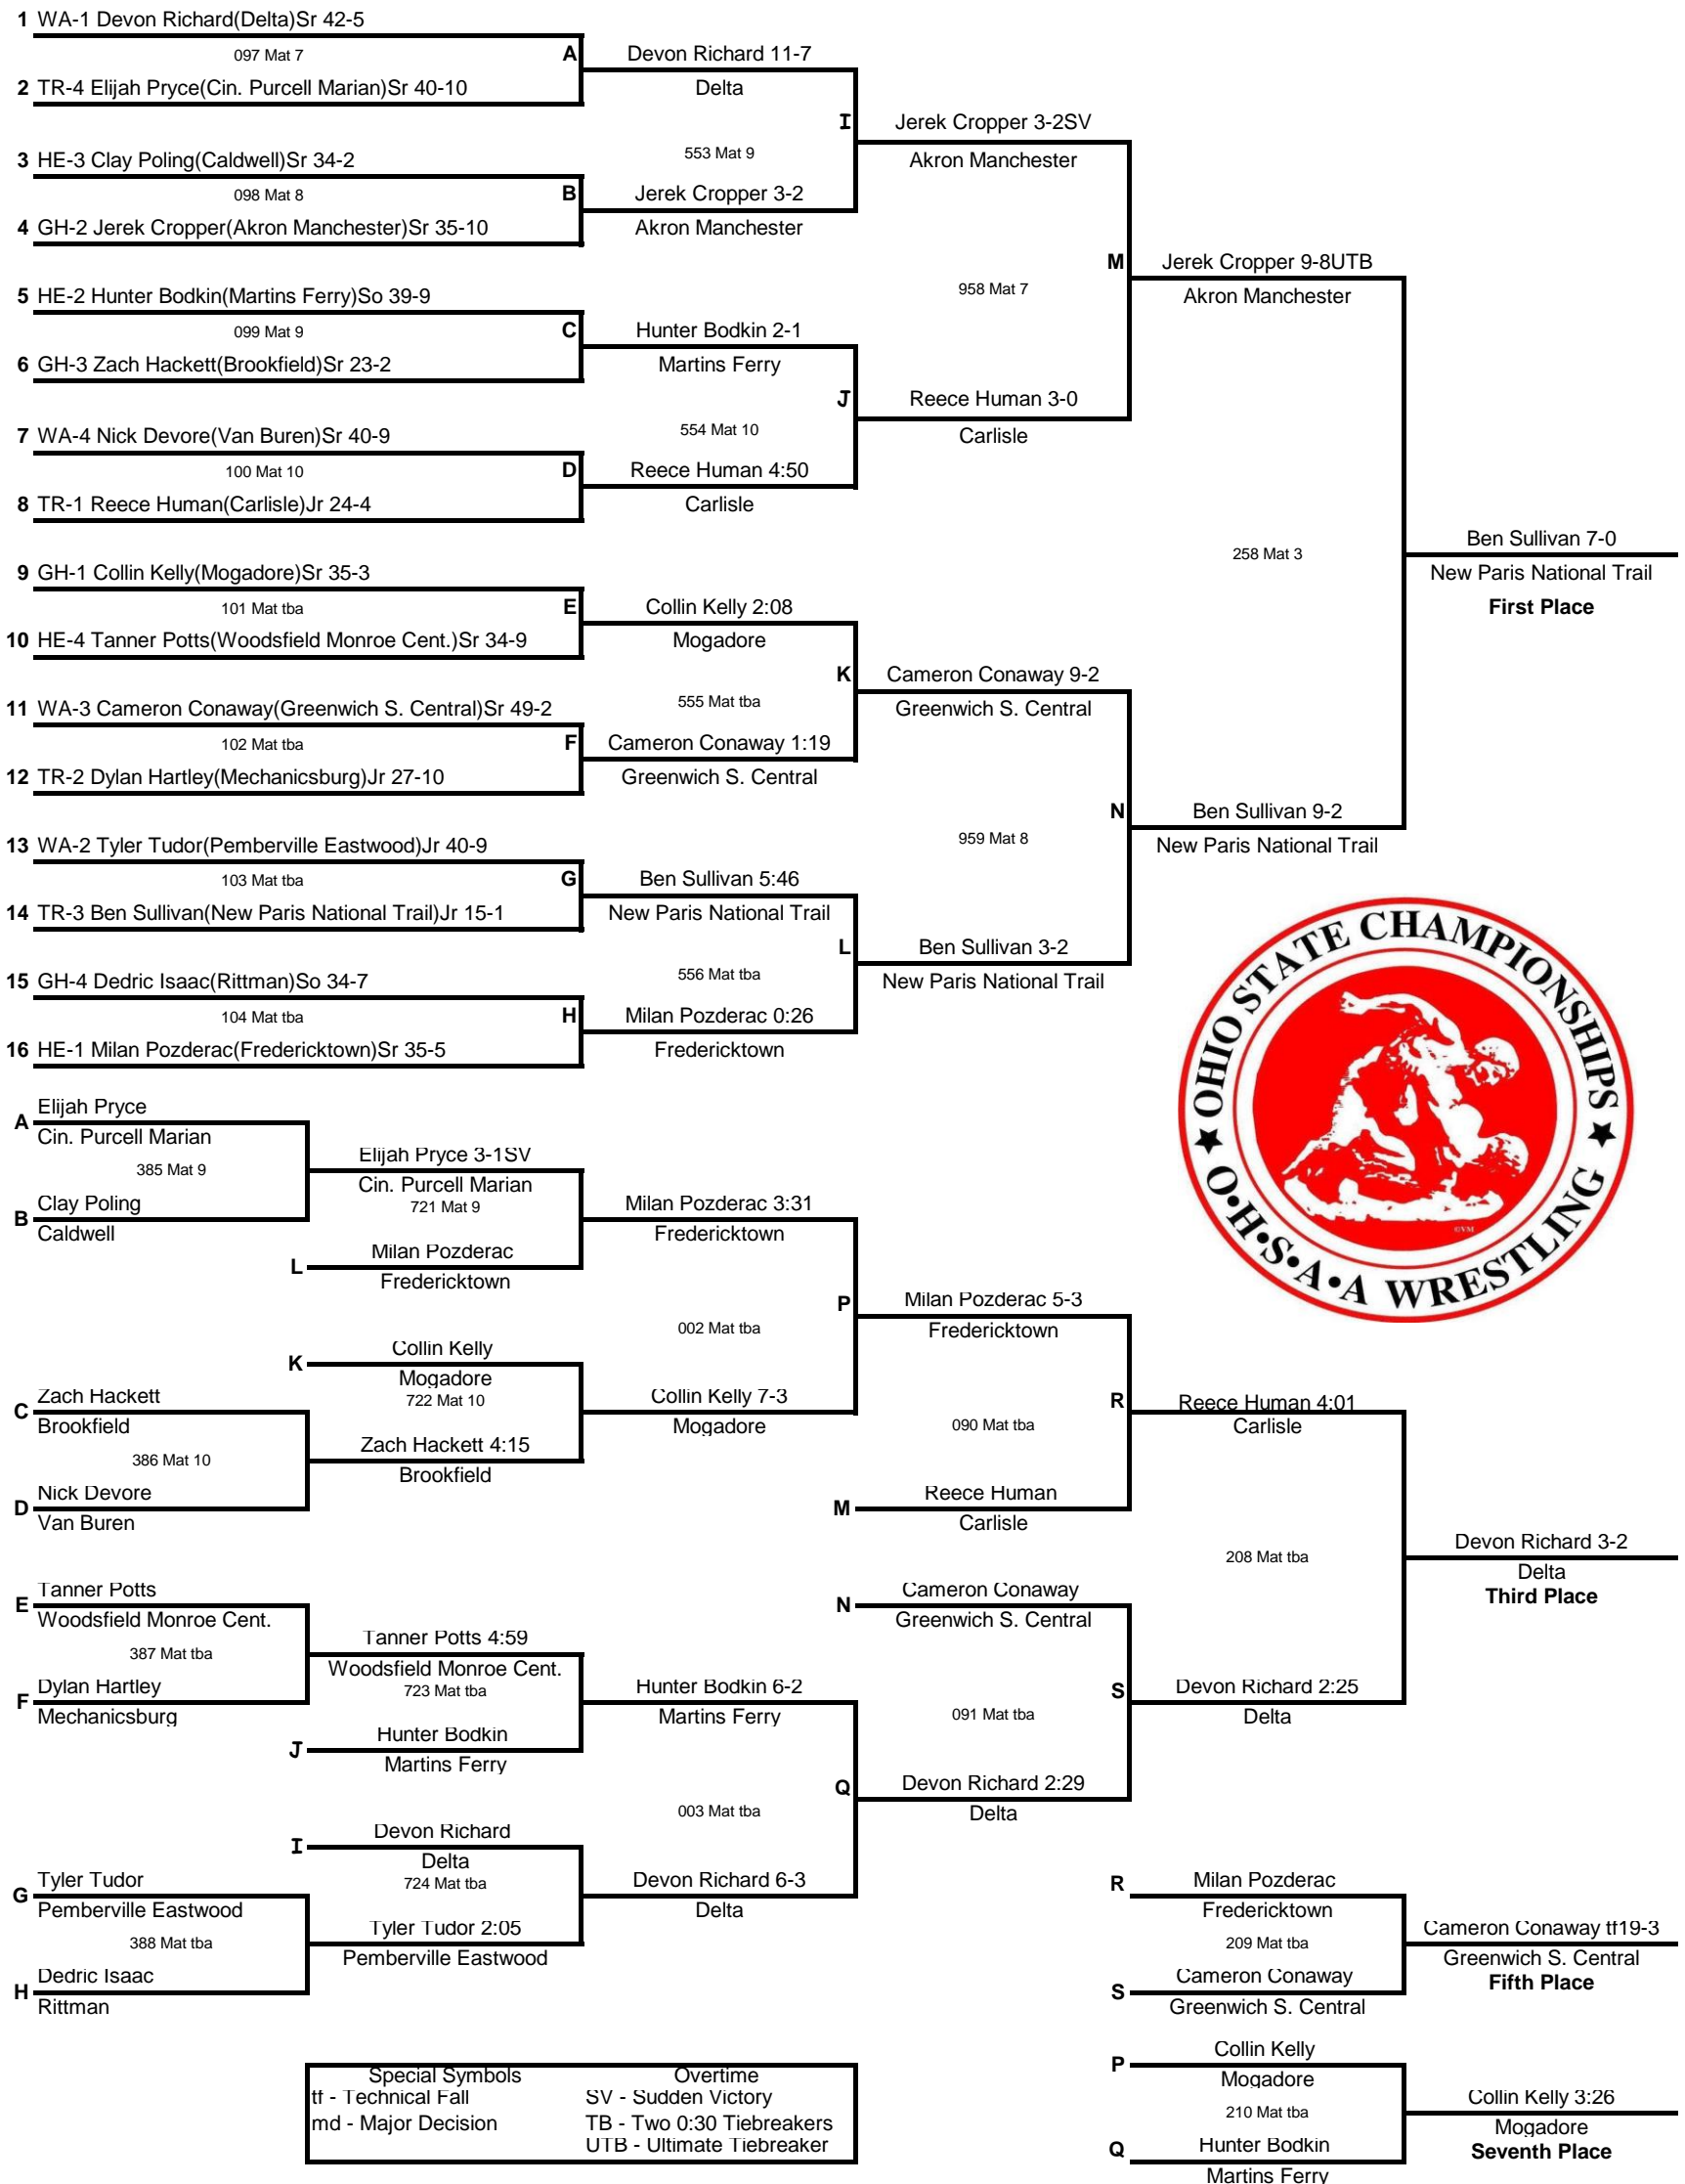 1 WA-1 Devon Richard(Delta)Sr 42-5
097 Mat 7
A
2 TR-4 Elijah Pryce(Cin. Purcell Marian)Sr 40-10
Devon Richard 11-7
Delta
I
553 Mat 9
3 HE-3 Clay Poling(Caldwell)Sr 34-2
098 Mat 8
B
4 GH-2 Jerek Cropper(Akron Manchester)Sr 35-10
Jerek Cropper 3-2
Akron Manchester
Jerek Cropper 3-2SV
Akron Manchester
M
958 Mat 7
5 HE-2 Hunter Bodkin(Martins Ferry)So 39-9
099 Mat 9
C
6 GH-3 Zach Hackett(Brookfield)Sr 23-2
Hunter Bodkin 2-1
Martins Ferry
J
554 Mat 10
7 WA-4 Nick Devore(Van Buren)Sr 40-9
100 Mat 10
D
8 TR-1 Reece Human(Carlisle)Jr 24-4
Reece Human 4:50
Carlisle
Reece Human 3-0
Carlisle
Jerek Cropper 9-8UTB
Akron Manchester
258 Mat 3
Ben Sullivan 7-0
New Paris National Trail
First Place
9 GH-1 Collin Kelly(Mogadore)Sr 35-3
101 Mat tba
E
10 HE-4 Tanner Potts(Woodsfield Monroe Cent.)Sr 34-9
Collin Kelly 2:08
Mogadore
K
555 Mat tba
11 WA-3 Cameron Conaway(Greenwich S. Central)Sr 49-2
102 Mat tba
F
12 TR-2 Dylan Hartley(Mechanicsburg)Jr 27-10
Cameron Conaway 1:19
Greenwich S. Central
Cameron Conaway 9-2
Greenwich S. Central
N
959 Mat 8
Ben Sullivan 9-2
New Paris National Trail
13 WA-2 Tyler Tudor(Pemberville Eastwood)Jr 40-9
103 Mat tba
G
14 TR-3 Ben Sullivan(New Paris National Trail)Jr 15-1
Ben Sullivan 5:46
New Paris National Trail
L
556 Mat tba
Ben Sullivan 3-2
New Paris National Trail
15 GH-4 Dedric Isaac(Rittman)So 34-7
104 Mat tba
H
16 HE-1 Milan Pozderac(Fredericktown)Sr 35-5
Milan Pozderac 0:26
Fredericktown
★ OHIO STATE CHAMPIONSHIPS ★
O•H•S•A•A WRESTLING
©VM
A Elijah Pryce
Cin. Purcell Marian
385 Mat 9
B Clay Poling
Caldwell
Elijah Pryce 3-1SV
Cin. Purcell Marian
721 Mat 9
L Milan Pozderac
Fredericktown
Milan Pozderac 3:31
Fredericktown
P
002 Mat tba
K Collin Kelly
Mogadore
722 Mat 10
C Zach Hackett
Brookfield
386 Mat 10
D Nick Devore
Van Buren
Zach Hackett 4:15
Brookfield
Collin Kelly 7-3
Mogadore
Milan Pozderac 5-3
Fredericktown
R
090 Mat tba
M Reece Human
Carlisle
Reece Human 4:01
Carlisle
208 Mat tba
Devon Richard 3-2
Delta
Third Place
E Tanner Potts
Woodsfield Monroe Cent.
387 Mat tba
F Dylan Hartley
Mechanicsburg
Tanner Potts 4:59
Woodsfield Monroe Cent.
723 Mat tba
J Hunter Bodkin
Martins Ferry
Hunter Bodkin 6-2
Martins Ferry
N Cameron Conaway
Greenwich S. Central
S
091 Mat tba
Devon Richard 2:25
Delta
Q
003 Mat tba
Devon Richard 2:29
Delta
I Devon Richard
Delta
724 Mat tba
G Tyler Tudor
Pemberville Eastwood
388 Mat tba
H Dedric Isaac
Rittman
Tyler Tudor 2:05
Pemberville Eastwood
Devon Richard 6-3
Delta
R Milan Pozderac
Fredericktown
209 Mat tba
S Cameron Conaway
Greenwich S. Central
Cameron Conaway tf19-3
Greenwich S. Central
Fifth Place
P Collin Kelly
Mogadore
210 Mat tba
Q Hunter Bodkin
Martins Ferry
Collin Kelly 3:26
Mogadore
Seventh Place
Special Symbols
tf - Technical Fall
md - Major Decision
Overtime
SV - Sudden Victory
TB - Two 0:30 Tiebreakers
UTB - Ultimate Tiebreaker